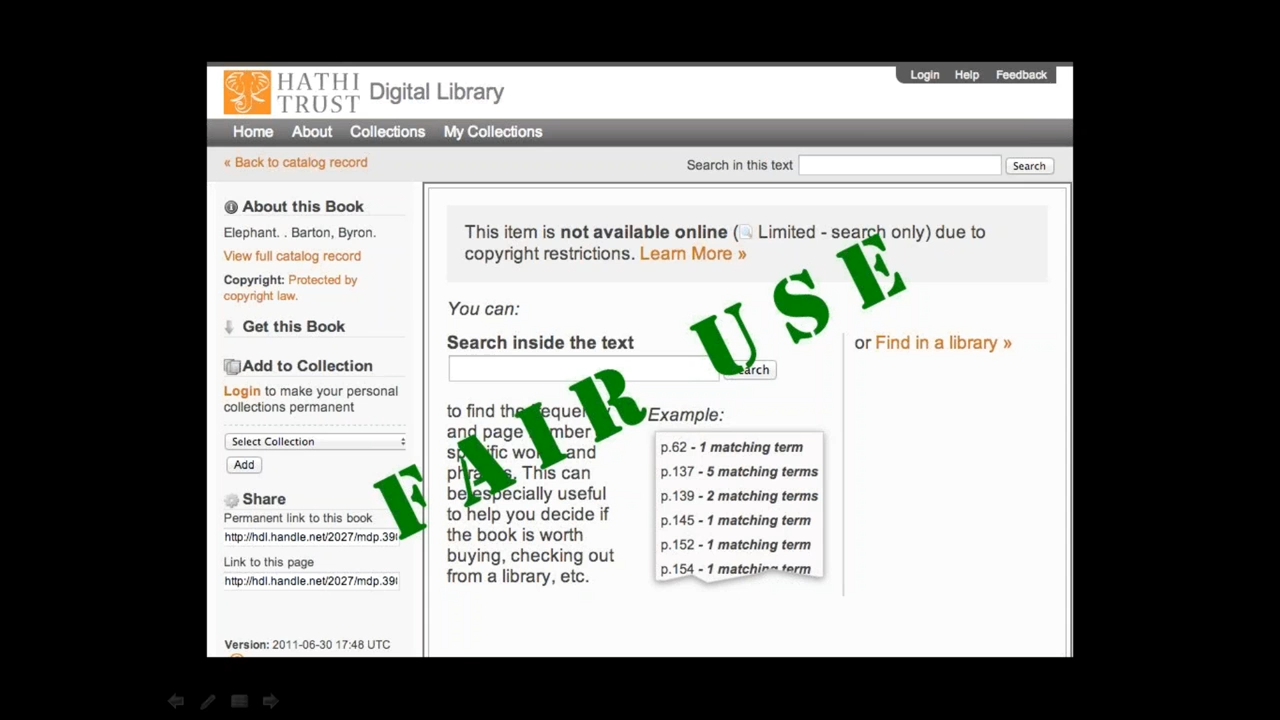 HATHI
TRUST
Digital Library
Login Help Feedback
Home About Collections My Collections
« Back to catalog record
Search in this text
Search
About this Book
Elephant. . Barton, Byron.
View full catalog record
Copyright: Protected by
copyright law.
Get this Book
Add to Collection
Login to make your personal
collections permanent
Select Collection
Add
Share
Permanent link to this book
http://hdl.handle.net/2027/mdp.39
Link to this page
http://hdl.handle.net/2027/mdp.39
Version: 2011-06-30 17:48 UTC
This item is not available online ( Limited - search only) due to
copyright restrictions. Learn More »
You can:
Search inside the text
to find the
and page
and
This can
be especially useful
to help you decide if
the book is worth
buying, checking out
from a library, etc.
Example:
p.62 - 1 matching term
p.137 - 5 matching terms
p.139 - 2 matching terms
p.145 - 1 matching term
p.152 - 1 matching term
p.154 - 1 matching term
or Find in a library »
FAIR USE